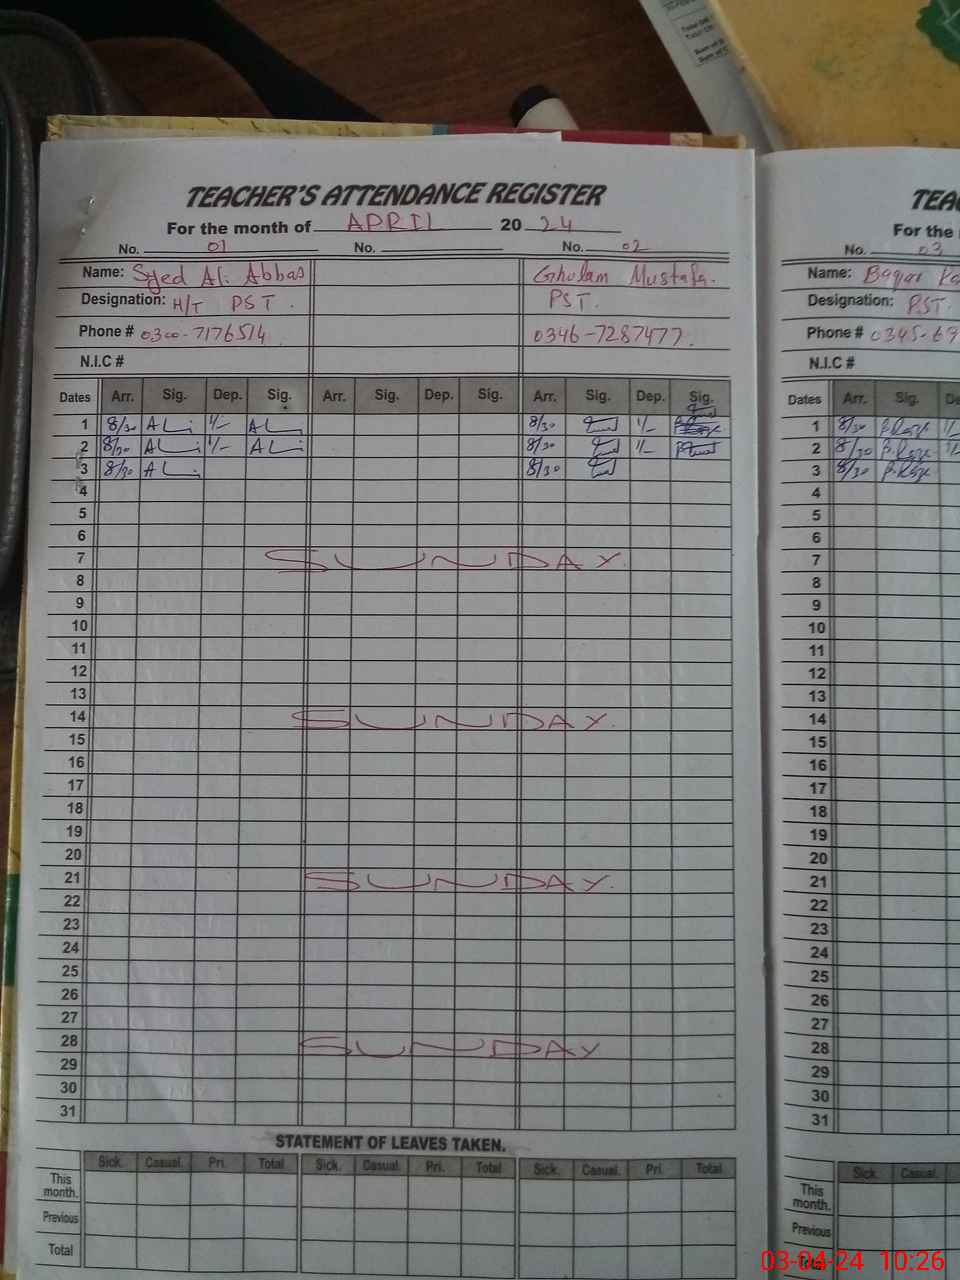 TEACHER'S ATTENDANCE REGISTER
For the month of APRIL 20 24
No. 01 No. No. 02
Name: Syed Ali Abbas Ghulam Mustafa.
Designation: H/T PST. PST.
Phone # 0300-7176514 0346-7287477.
N.I.C #
Dates Arr. Sig. Dep. Sig. Arr. Sig. Dep. Sig. Arr. Sig. Dep. Sig.
1 8/30 ALi 1/- ALi 8/30 1/-
2 8/30 ALi 1/- ALi 8/30 1/-
3 8/30 ALi 8/30
4
5
6
7 SUNDAY.
8
9
10
11
12
13
14 SUNDAY.
15
16
17
18
19
20
21 SUNDAY.
22
23
24
25
26
27
28 SUNDAY
29
30
31
STATEMENT OF LEAVES TAKEN.
Sick. Casual. Pri. Total Sick. Casual. Pri. Total Sick. Casual. Pri. Total
This
month.
Previous
Total
For the
No. 03
Name:
Designation: PST.
Phone #
N.I.C #
Dates Arr. Sig.
1 8/30
2 8/30
3 8/30
4
5
6
7
8
9
10
11
12
13
14
15
16
17
18
19
20
21
22
23
24
25
26
27
28
29
30
31
Sick.
This
month.
Previous
03-04-24 10:26